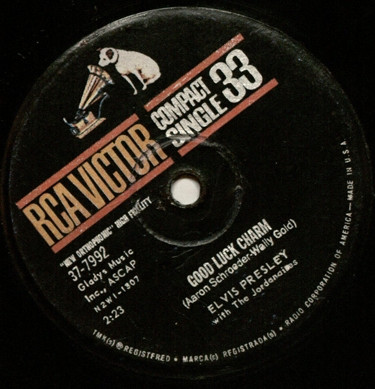 RCA VICTOR
COMPACT
SINGLE 33
"NEW ORTHOPHONIC" HIGH FIDELITY
37-7992
Gladys Music
Inc., ASCAP
N2WI-1307
2:23
GOOD LUCK CHARM
(Aaron Schroeder-Wally Gold)
ELVIS PRESLEY
with The Jordanaires
TMK(s) ® REGISTERED • MARCA(s) REGISTRADA(s) • RADIO CORPORATION OF AMERICA — MADE IN U.S.A.